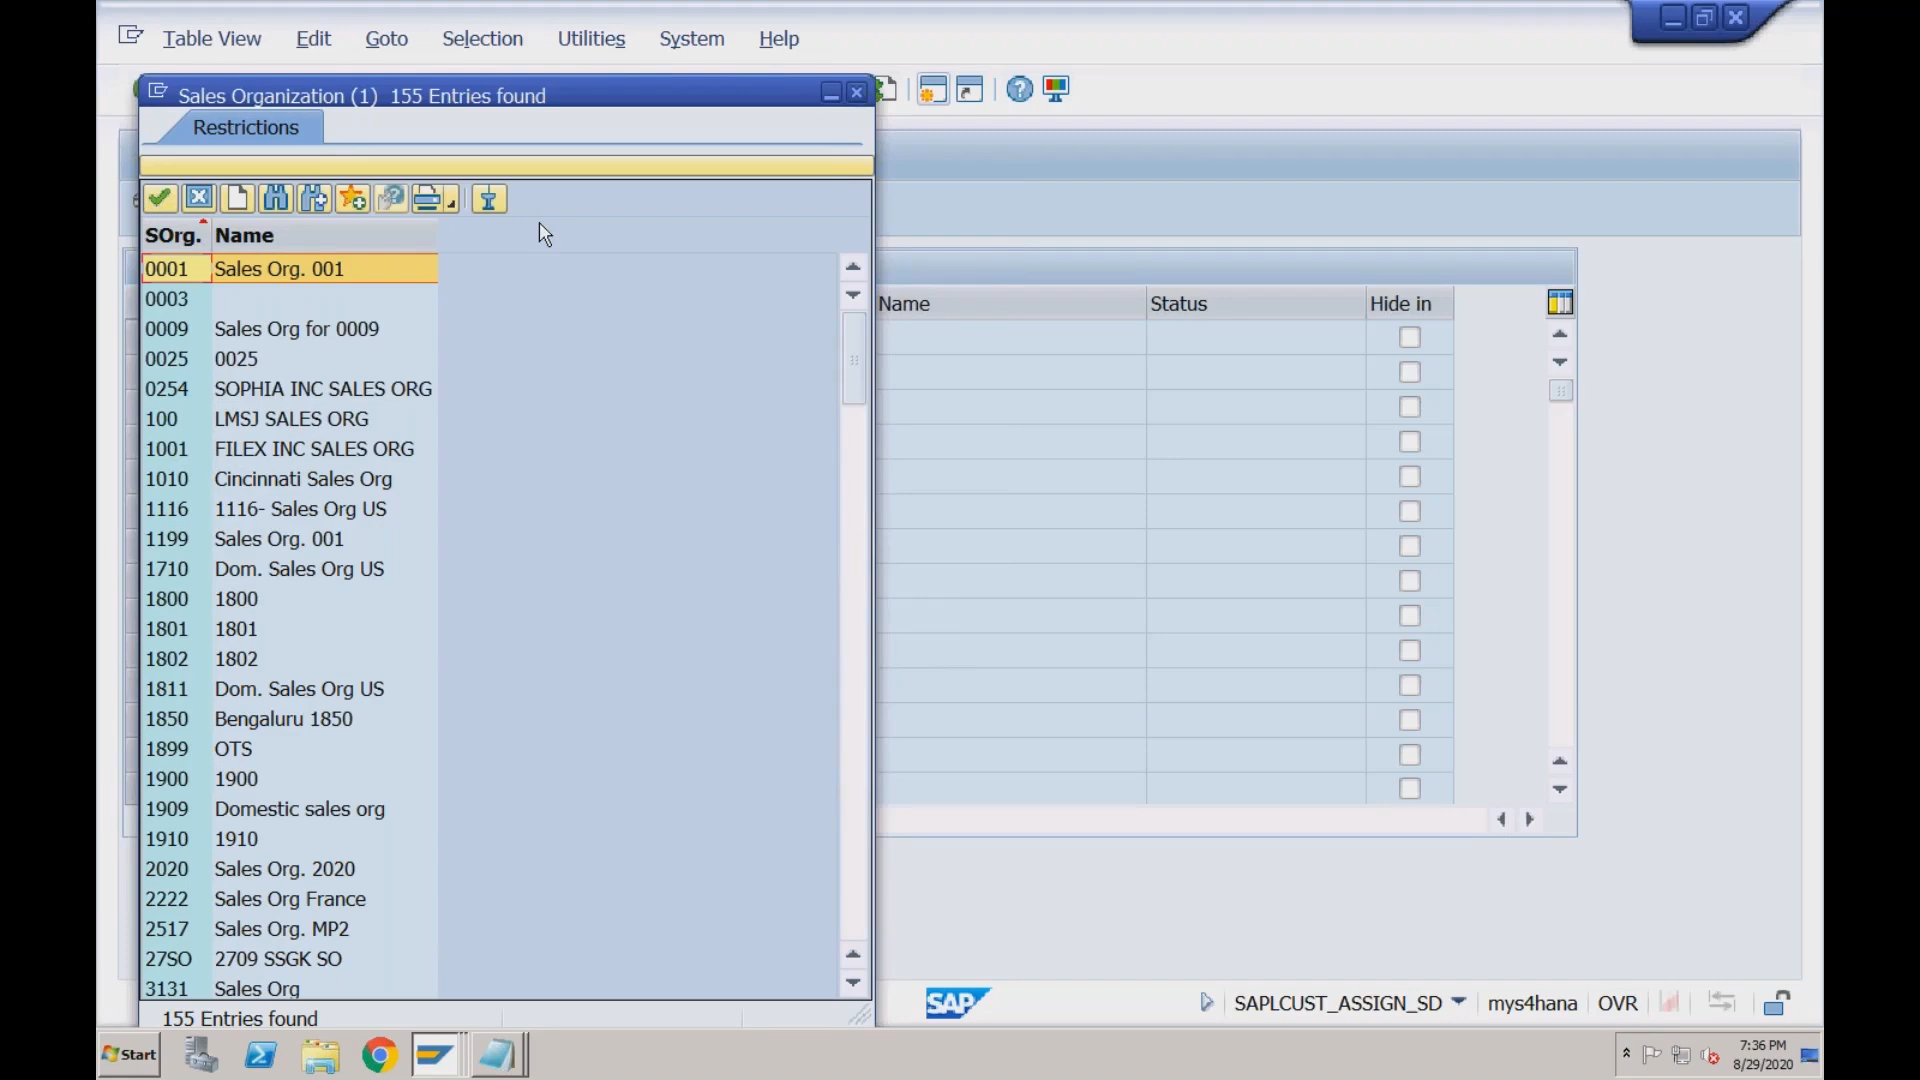 Table View Edit Goto Selection Utilities System Help
Sales Organization (1) 155 Entries found
Restrictions
SOrg. Name
0001 Sales Org. 001
0003
0009 Sales Org for 0009
0025 0025
0254 SOPHIA INC SALES ORG
100 LMSJ SALES ORG
1001 FILEX INC SALES ORG
1010 Cincinnati Sales Org
1116 1116- Sales Org US
1199 Sales Org. 001
1710 Dom. Sales Org US
1800 1800
1801 1801
1802 1802
1811 Dom. Sales Org US
1850 Bengaluru 1850
1899 OTS
1900 1900
1909 Domestic sales org
1910 1910
2020 Sales Org. 2020
2222 Sales Org France
2517 Sales Org. MP2
27SO 2709 SSGK SO
3131 Sales Org
155 Entries found
Name Status Hide in
SAP SAPLCUST_ASSIGN_SD mys4hana OVR
Start
7:36 PM
8/29/2020